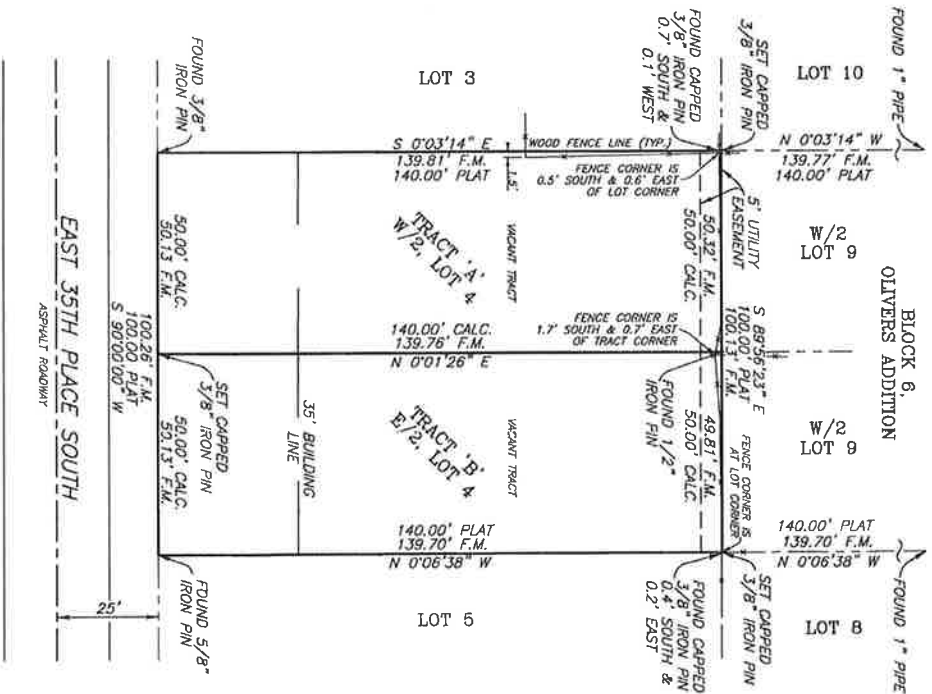 FOUND 1" PIPE
LOT 10
SET CAPPED
3/8" IRON PIN
FOUND CAPPED
3/8" IRON PIN
0.7' SOUTH &
0.1' WEST
N 0°03'14" W
139.77' F.M.
140.00' PLAT
W/2
LOT 9
BLOCK 6,
OLIVERS ADDITION
S 89°56'23" E
100.00' PLAT
100.13' F.M.
W/2
LOT 9
140.00' PLAT
139.70' F.M.
N 0°06'38" W
FOUND 1" PIPE
LOT 8
SET CAPPED
3/8" IRON PIN
FOUND CAPPED
3/8" IRON PIN
0.4' SOUTH &
0.2' EAST
5' UTILITY
EASEMENT
50.32' F.M.
50.00' CALC.
49.81' F.M.
50.00' CALC.
FENCE CORNER IS
AT LOT CORNER
FOUND 1/2"
IRON PIN
LOT 3
S 0°03'14" E
139.81' F.M.
140.00' PLAT
WOOD FENCE LINE (TYP.)
1.5'
FENCE CORNER IS
0.5' SOUTH & 0.6' EAST
OF LOT CORNER
VACANT TRACT
TRACT 'A'
W/2, LOT 4
FENCE CORNER IS
1.7' SOUTH & 0.7' EAST
OF TRACT CORNER
140.00' CALC.
139.76' F.M.
N 0°01'26" E
VACANT TRACT
TRACT 'B'
E/2, LOT 4
35' BUILDING
LINE
140.00' PLAT
139.70' F.M.
N 0°06'38" W
LOT 5
FOUND 3/8"
IRON PIN
50.00' CALC.
50.13' F.M.
SET CAPPED
3/8" IRON PIN
50.00' CALC.
50.13' F.M.
FOUND 5/8"
IRON PIN
100.26' F.M.
100.00' PLAT
S 90°00'00" W
EAST 35TH PLACE SOUTH
ASPHALT ROADWAY
25'